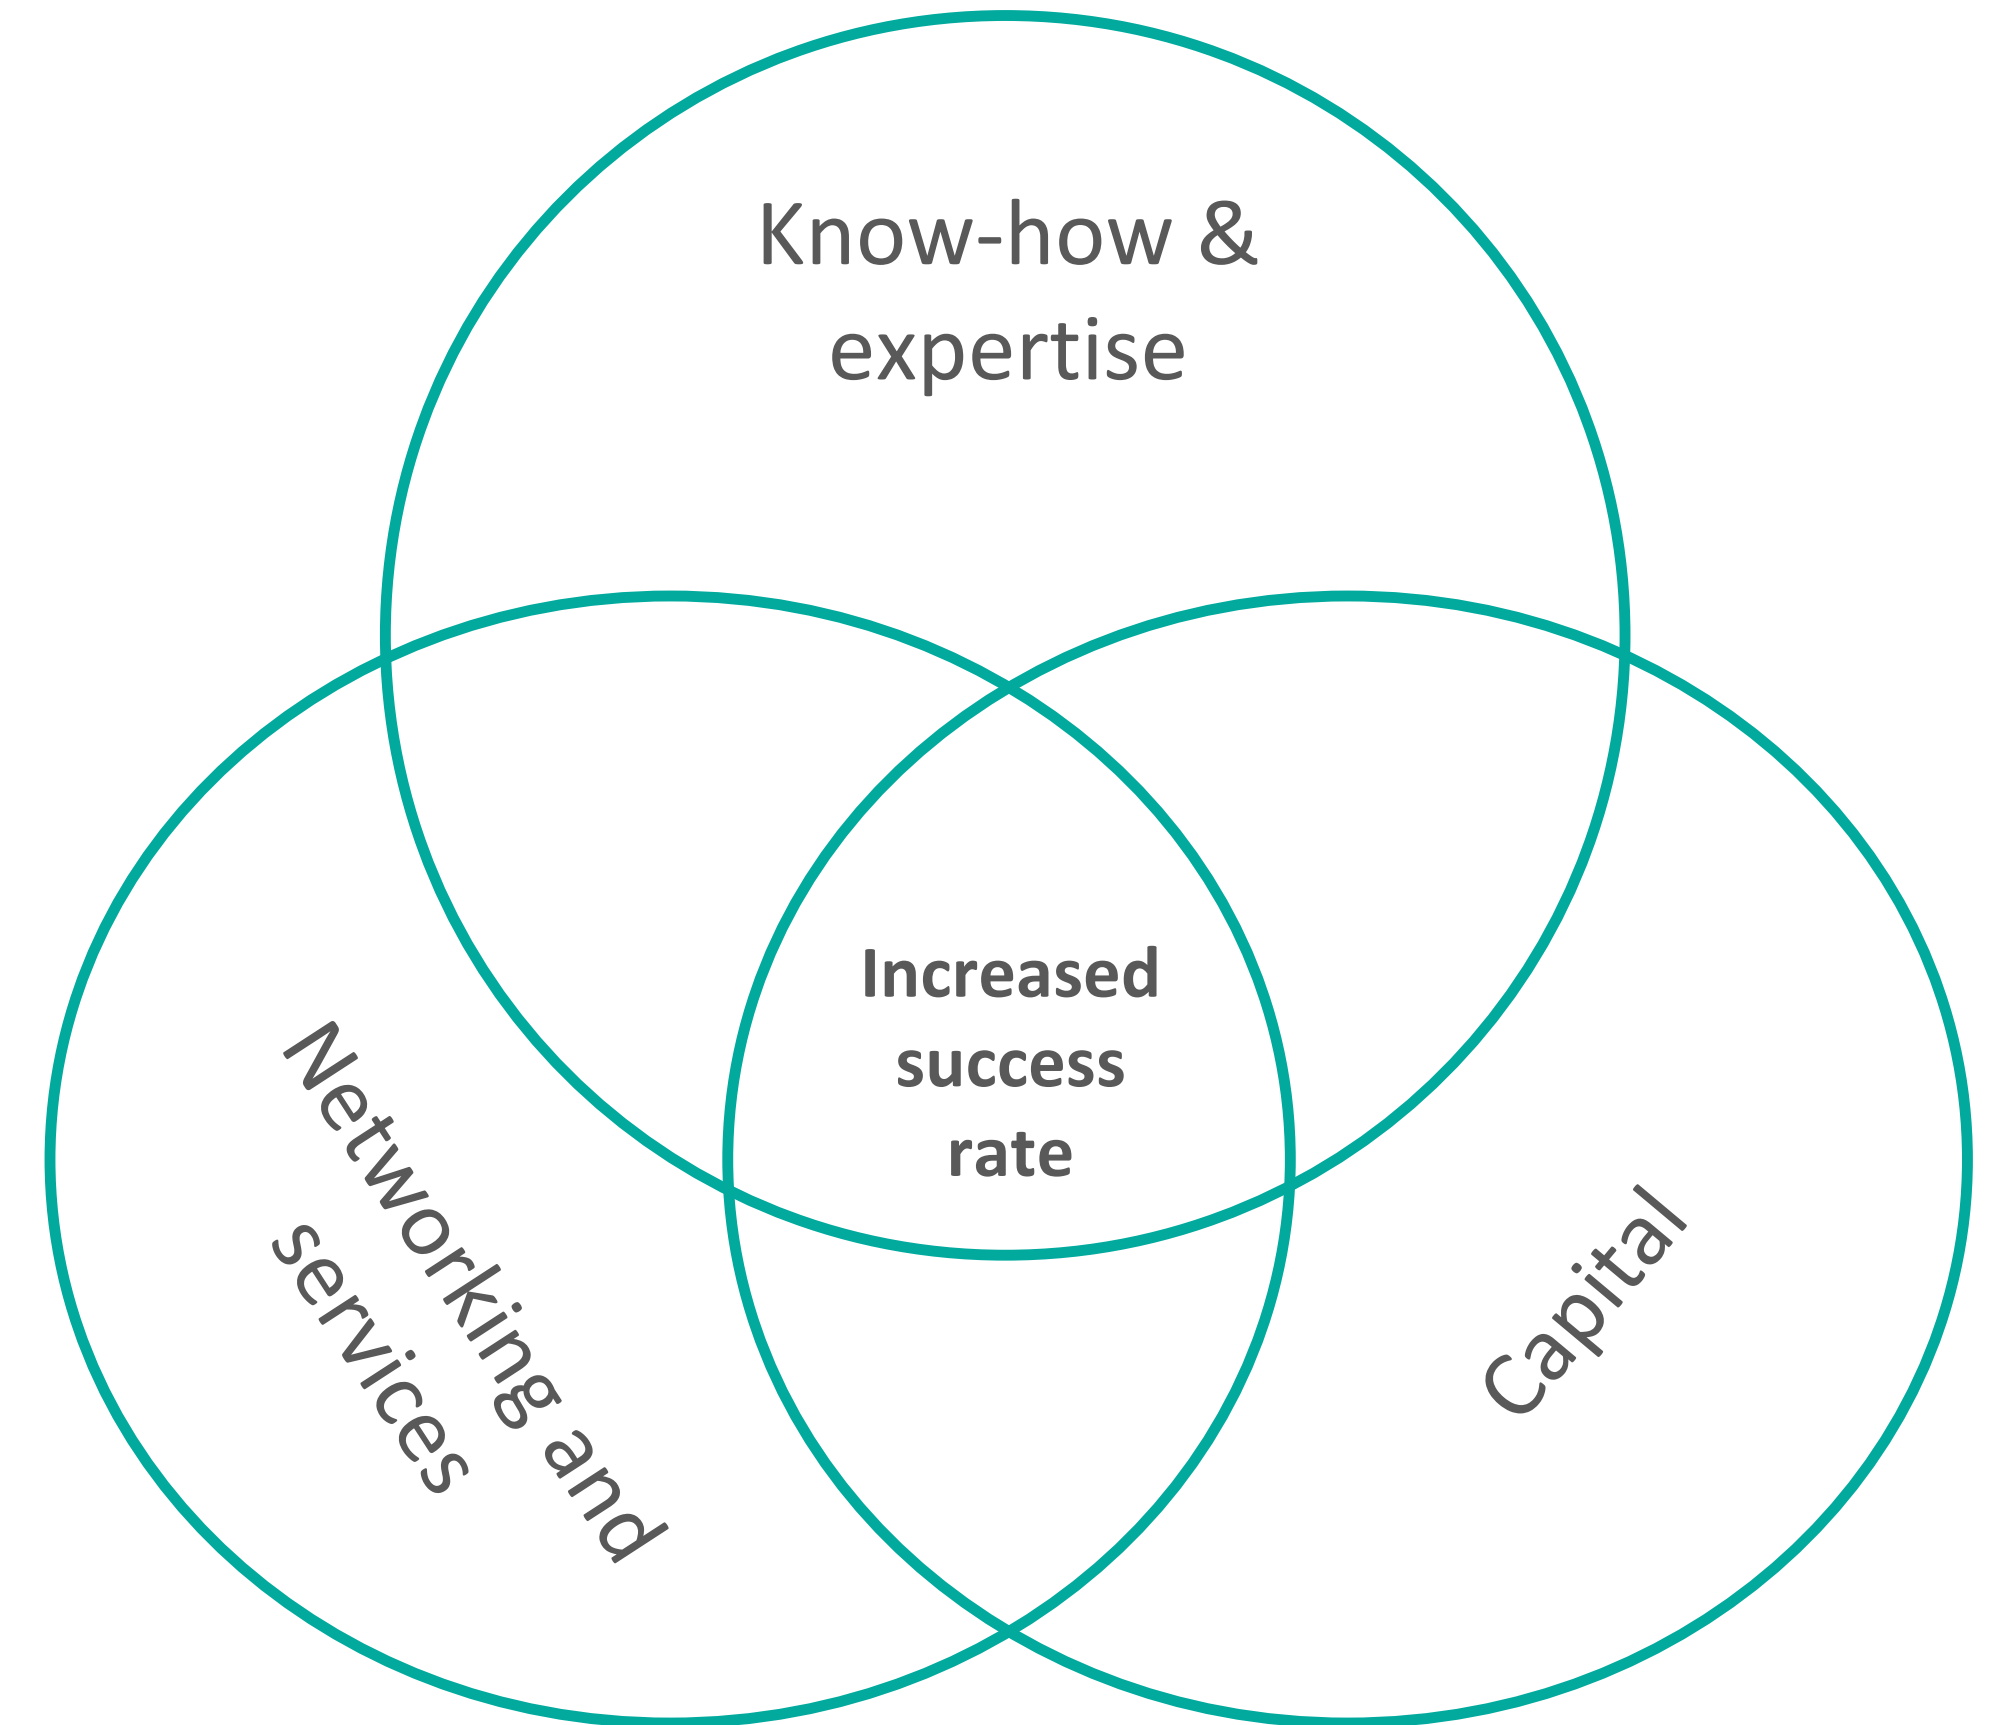 Know-how &
expertise
Increased
success
rate
Networking and
services
Capital